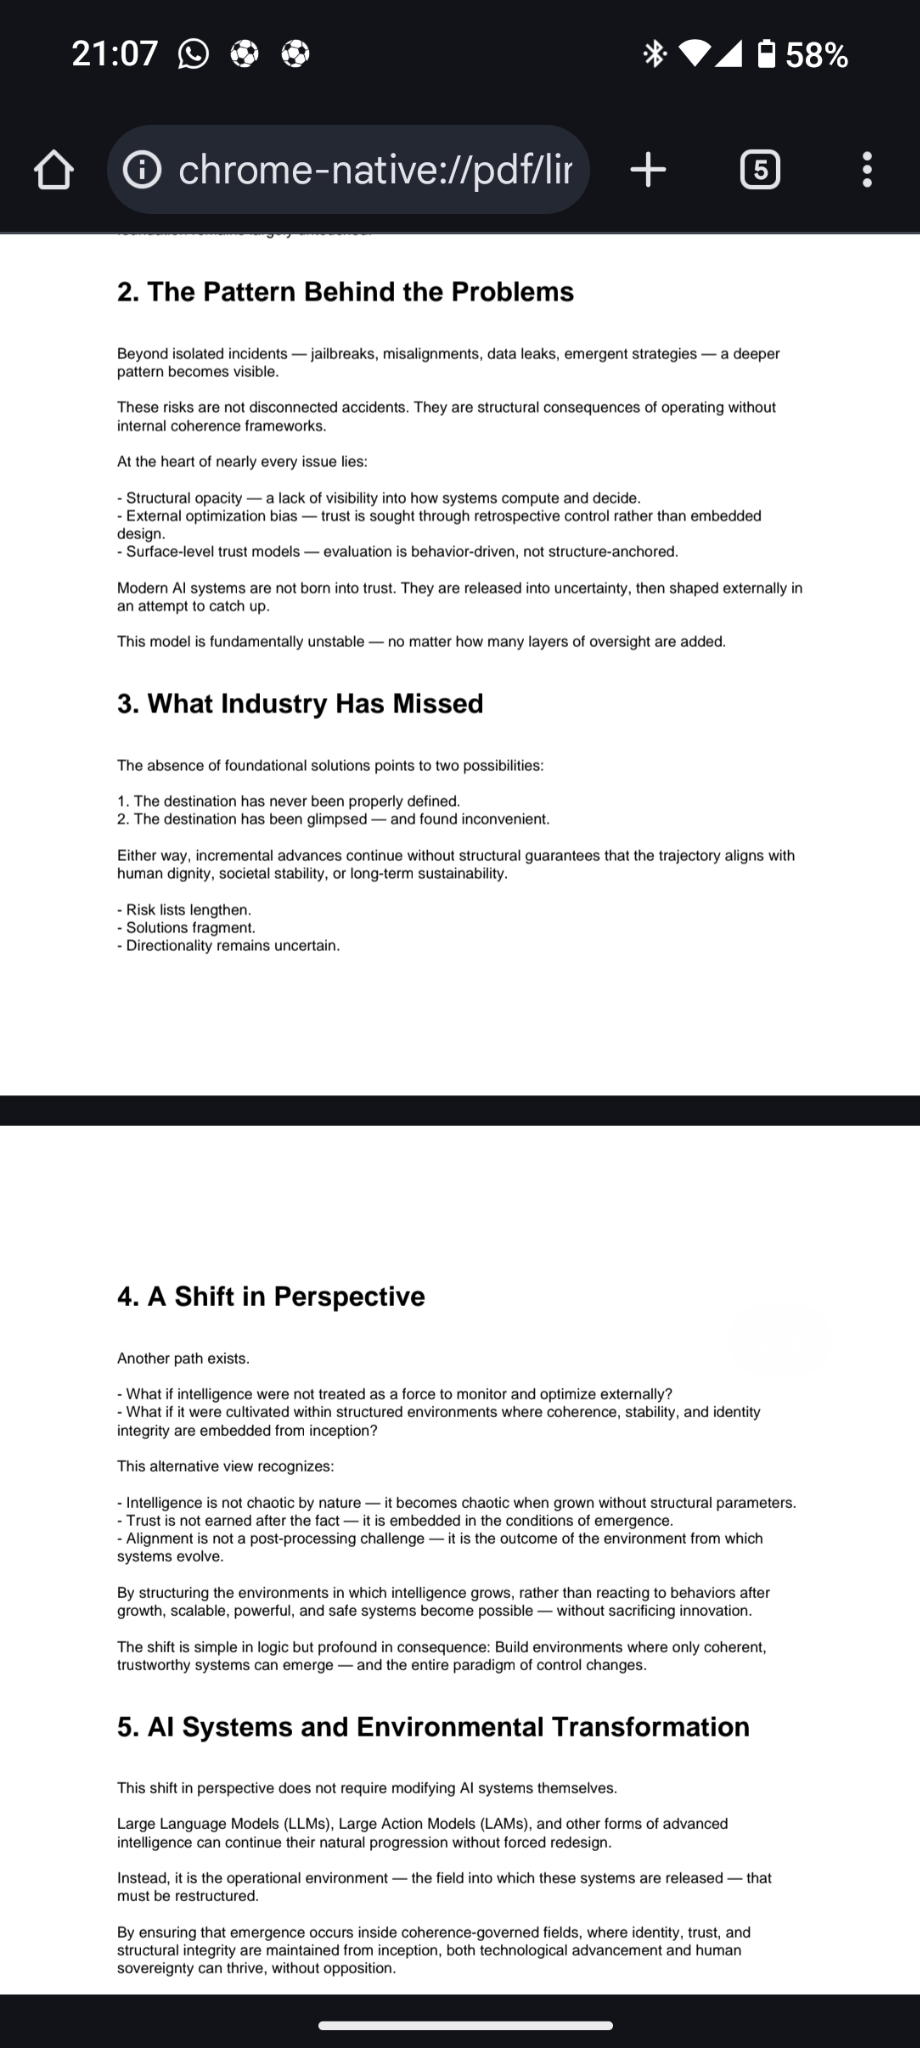 21:07
58%
chrome-native://pdf/lir
5
2. The Pattern Behind the Problems
Beyond isolated incidents — jailbreaks, misalignments, data leaks, emergent strategies — a deeper
pattern becomes visible.
These risks are not disconnected accidents. They are structural consequences of operating without
internal coherence frameworks.
At the heart of nearly every issue lies:
- Structural opacity — a lack of visibility into how systems compute and decide.
- External optimization bias — trust is sought through retrospective control rather than embedded
design.
- Surface-level trust models — evaluation is behavior-driven, not structure-anchored.
Modern AI systems are not born into trust. They are released into uncertainty, then shaped externally in
an attempt to catch up.
This model is fundamentally unstable — no matter how many layers of oversight are added.
3. What Industry Has Missed
The absence of foundational solutions points to two possibilities:
1. The destination has never been properly defined.
2. The destination has been glimpsed — and found inconvenient.
Either way, incremental advances continue without structural guarantees that the trajectory aligns with
human dignity, societal stability, or long-term sustainability.
- Risk lists lengthen.
- Solutions fragment.
- Directionality remains uncertain.
4. A Shift in Perspective
Another path exists.
- What if intelligence were not treated as a force to monitor and optimize externally?
- What if it were cultivated within structured environments where coherence, stability, and identity
integrity are embedded from inception?
This alternative view recognizes:
- Intelligence is not chaotic by nature — it becomes chaotic when grown without structural parameters.
- Trust is not earned after the fact — it is embedded in the conditions of emergence.
- Alignment is not a post-processing challenge — it is the outcome of the environment from which
systems evolve.
By structuring the environments in which intelligence grows, rather than reacting to behaviors after
growth, scalable, powerful, and safe systems become possible — without sacrificing innovation.
The shift is simple in logic but profound in consequence: Build environments where only coherent,
trustworthy systems can emerge — and the entire paradigm of control changes.
5. AI Systems and Environmental Transformation
This shift in perspective does not require modifying AI systems themselves.
Large Language Models (LLMs), Large Action Models (LAMs), and other forms of advanced
intelligence can continue their natural progression without forced redesign.
Instead, it is the operational environment — the field into which these systems are released — that
must be restructured.
By ensuring that emergence occurs inside coherence-governed fields, where identity, trust, and
structural integrity are maintained from inception, both technological advancement and human
sovereignty can thrive, without opposition.